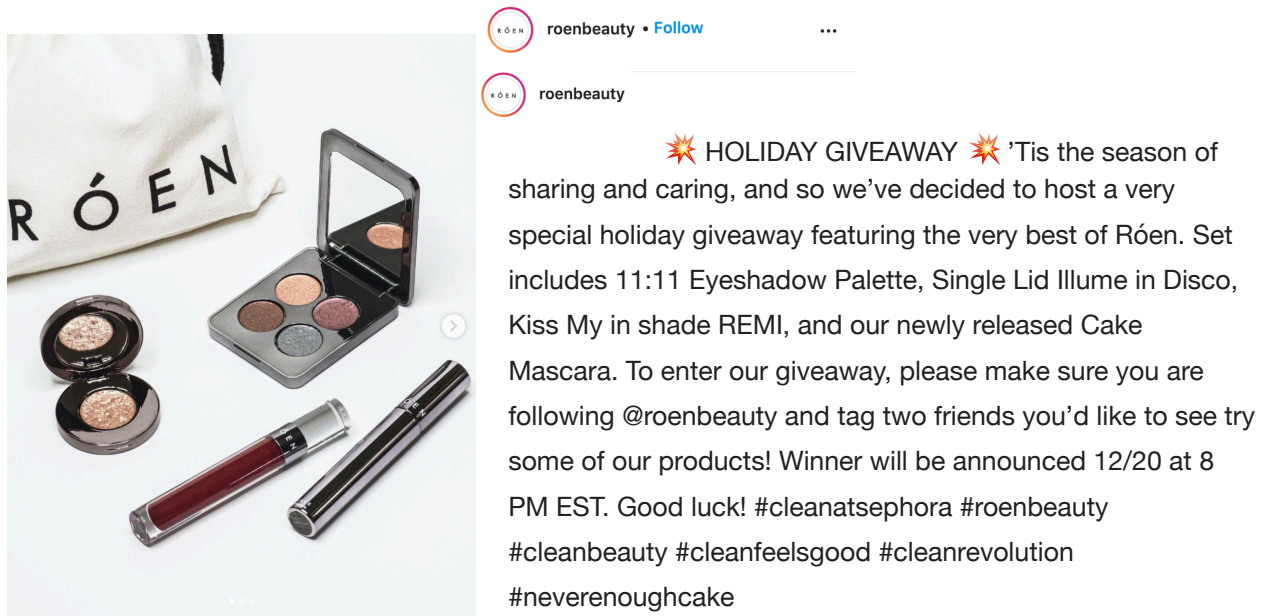 RÓEN
roenbeauty • Follow
RÓEN
roenbeauty
💥 HOLIDAY GIVEAWAY 💥 ’Tis the season of
sharing and caring, and so we’ve decided to host a very
special holiday giveaway featuring the very best of Róen. Set
includes 11:11 Eyeshadow Palette, Single Lid Illume in Disco,
Kiss My in shade REMI, and our newly released Cake
Mascara. To enter our giveaway, please make sure you are
following @roenbeauty and tag two friends you’d like to see try
some of our products! Winner will be announced 12/20 at 8
PM EST. Good luck! #cleanatsephora #roenbeauty
#cleanbeauty #cleanfeelsgood #cleanrevolution
#neverenoughcake
RÓEN